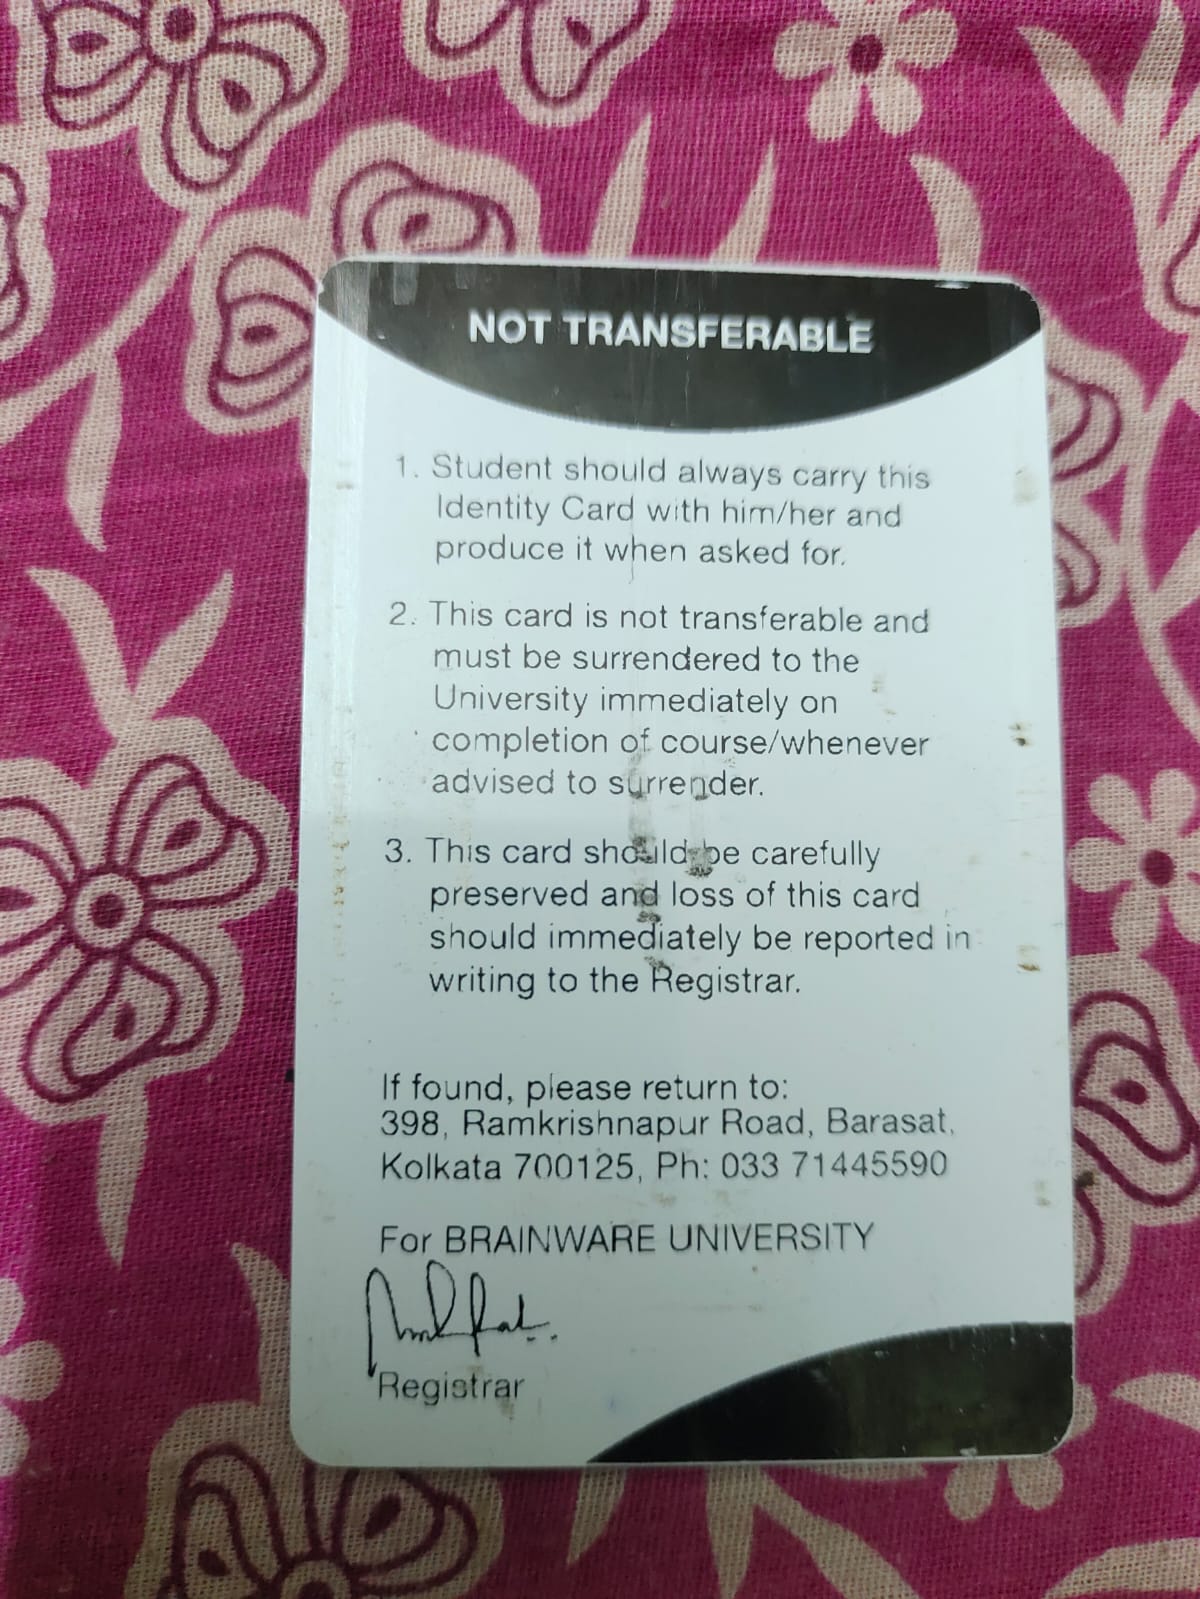 NOT TRANSFERABLE
1. Student should always carry this
Identity Card with him/her and
produce it when asked for.
2. This card is not transferable and
must be surrendered to the
University immediately on
completion of course/whenever
advised to surrender.
3. This card should be carefully
preserved and loss of this card
should immediately be reported in
writing to the Registrar.
If found, please return to:
398, Ramkrishnapur Road, Barasat,
Kolkata 700125, Ph: 033 71445590
For BRAINWARE UNIVERSITY
Registrar